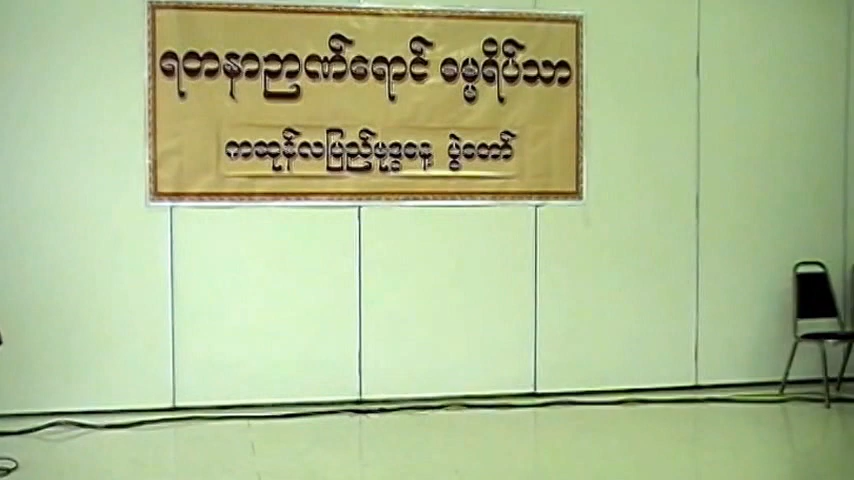 ရတနာဉာဏ်ရောင် ဓမ္မရိပ်သာ
ကဆုန်လပြည်ဗုဒ္ဓနေ့ ပွဲတော်